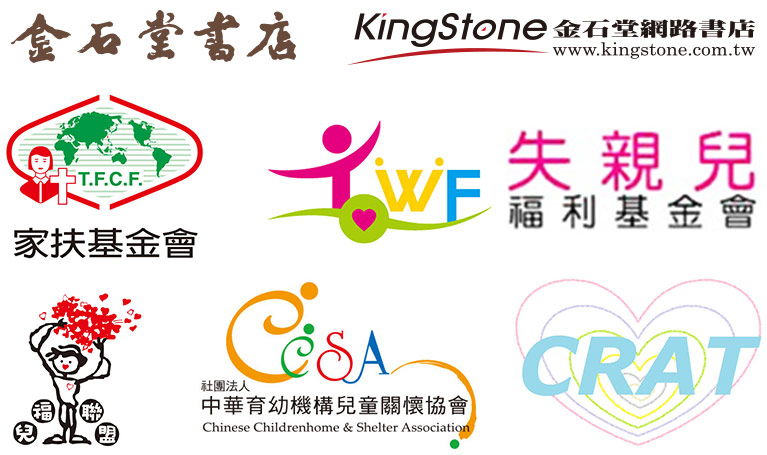 金石堂書店
KingStone 金石堂網路書店
www.kingstone.com.tw
T.F.C.F.
家扶基金會
TWF
失親兒
福利基金會
兒福聯盟
CCSA
社團法人
中華育幼機構兒童關懷協會
Chinese Childrenhome & Shelter Association
CRAT